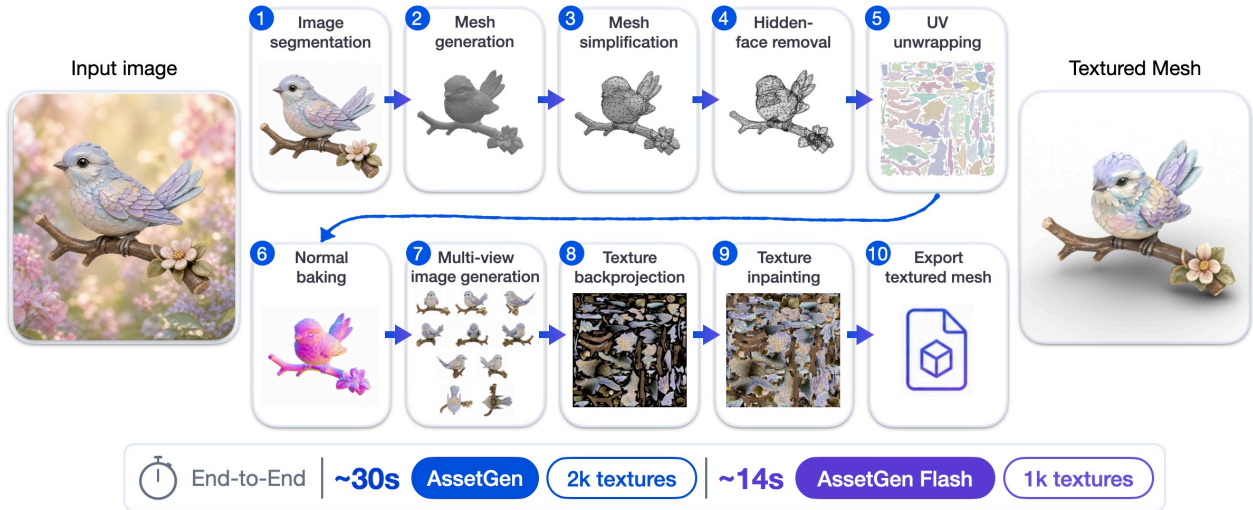 Input image
1 Image
segmentation
2 Mesh
generation
3 Mesh
simplification
4 Hidden-
face removal
5 UV
unwrapping
Textured Mesh
6 Normal
baking
7 Multi-view
image generation
8 Texture
backprojection
9 Texture
inpainting
10 Export
textured mesh
End-to-End | ~30s AssetGen 2k textures | ~14s AssetGen Flash 1k textures